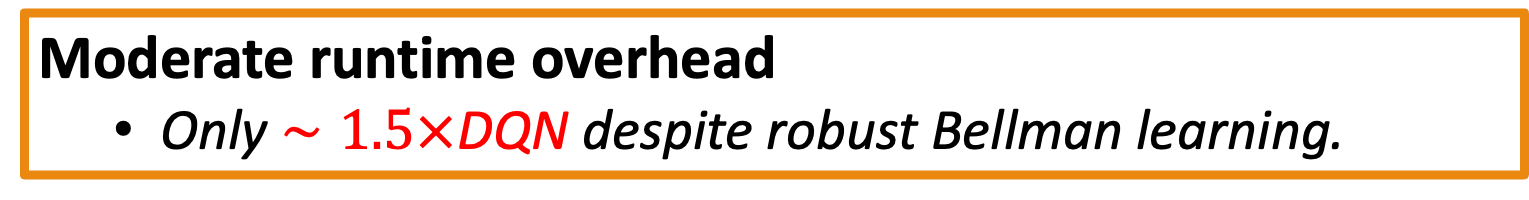 Moderate runtime overhead
• Only ~ 1.5×DQN despite robust Bellman learning.